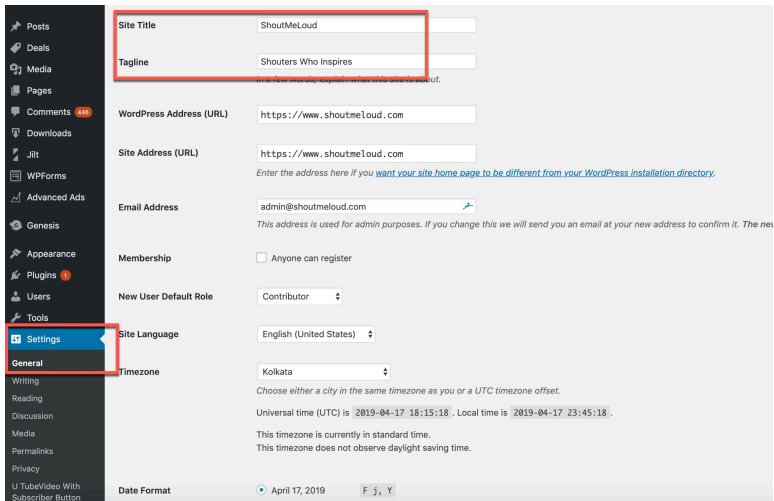 Posts
Deals
Media
Pages
Comments 446
Downloads
Jilt
WPForms
Advanced Ads
Genesis
Appearance
Plugins 1
Users
Tools
Settings
General
Writing
Reading
Discussion
Media
Permalinks
Privacy
U TubeVideo With
Subscriber Button
Site Title ShoutMeLoud
Tagline Shouters Who Inspires
In a few words, explain what this site is about.
WordPress Address (URL) https://www.shoutmeloud.com
Site Address (URL) https://www.shoutmeloud.com
Enter the address here if you want your site home page to be different from your WordPress installation directory.
Email Address admin@shoutmeloud.com
This address is used for admin purposes. If you change this we will send you an email at your new address to confirm it. The new
Membership Anyone can register
New User Default Role Contributor
Site Language English (United States)
Timezone Kolkata
Choose either a city in the same timezone as you or a UTC timezone offset.
Universal time (UTC) is 2019-04-17 18:15:18 . Local time is 2019-04-17 23:45:18 .
This timezone is currently in standard time.
This timezone does not observe daylight saving time.
Date Format April 17, 2019 F j, Y